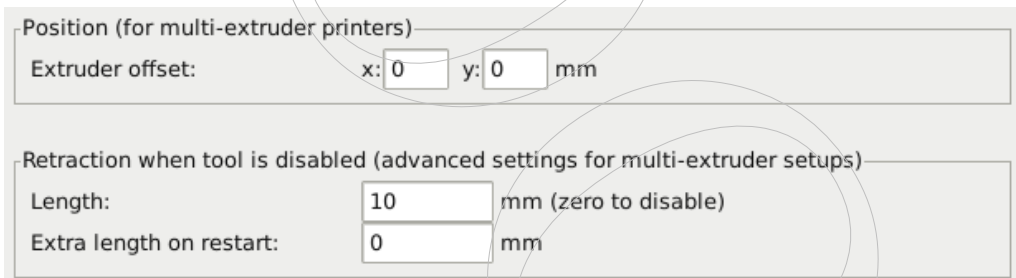 Position (for multi-extruder printers)
Extruder offset: x: 0 y: 0 mm
Retraction when tool is disabled (advanced settings for multi-extruder setups)
Length: 10 mm (zero to disable)
Extra length on restart: 0 mm